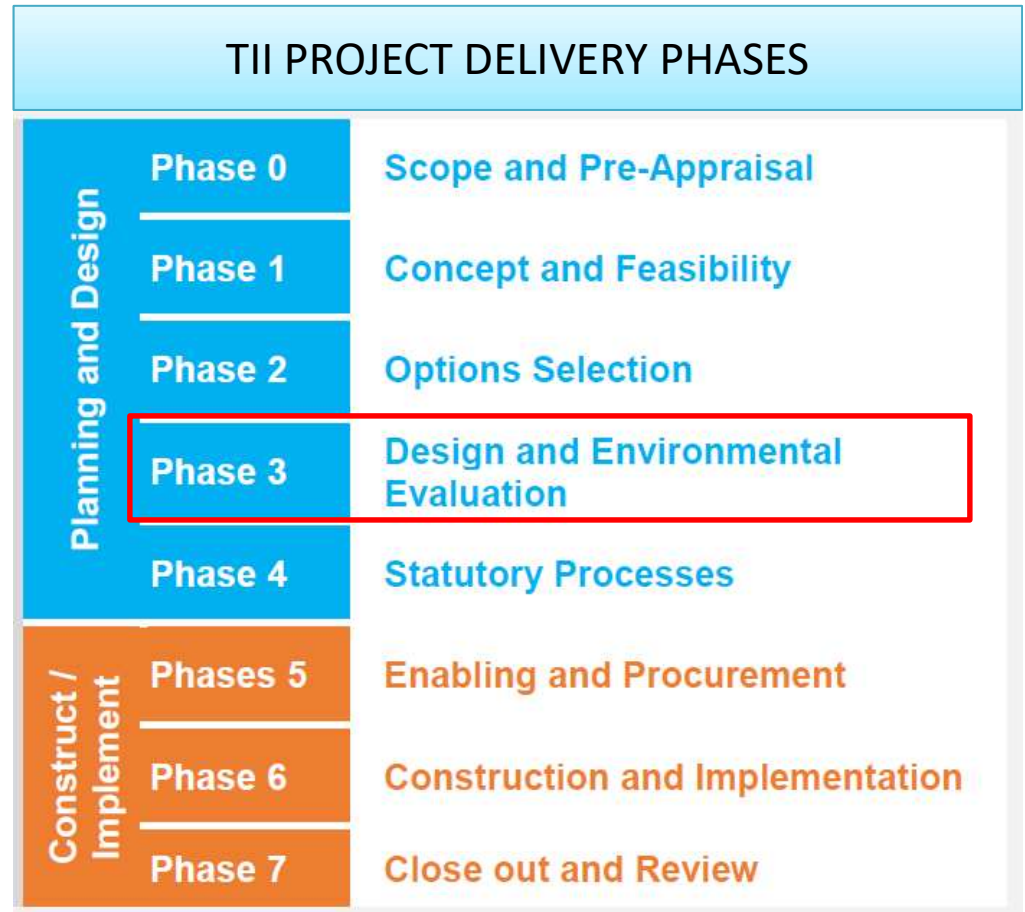 TII PROJECT DELIVERY PHASES
Planning and Design
Phase 0 Scope and Pre-Appraisal
Phase 1 Concept and Feasibility
Phase 2 Options Selection
Phase 3 Design and Environmental
Evaluation
Phase 4 Statutory Processes
Construct /
Implement
Phases 5 Enabling and Procurement
Phase 6 Construction and Implementation
Phase 7 Close out and Review